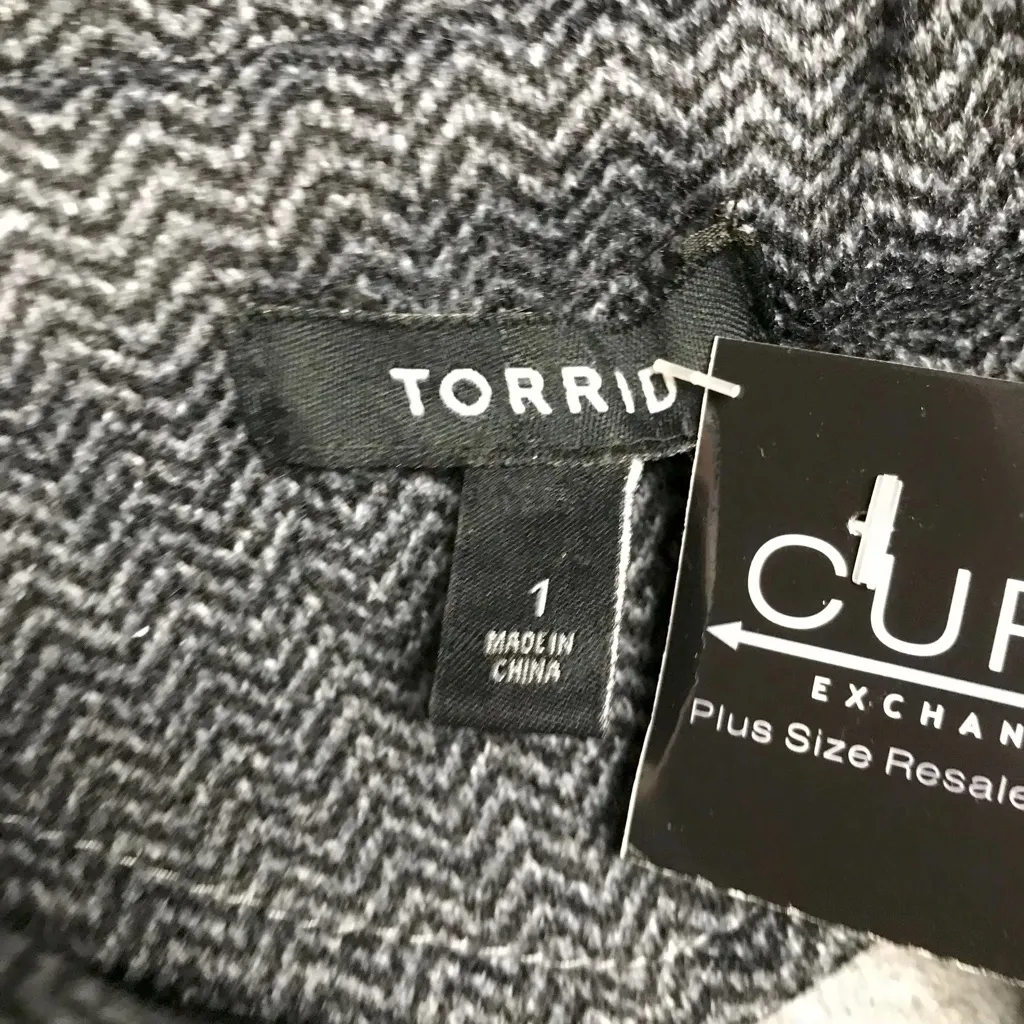 TORRID
1
MADE IN
CHINA
CUR
EXCHAN
Plus Size Resale